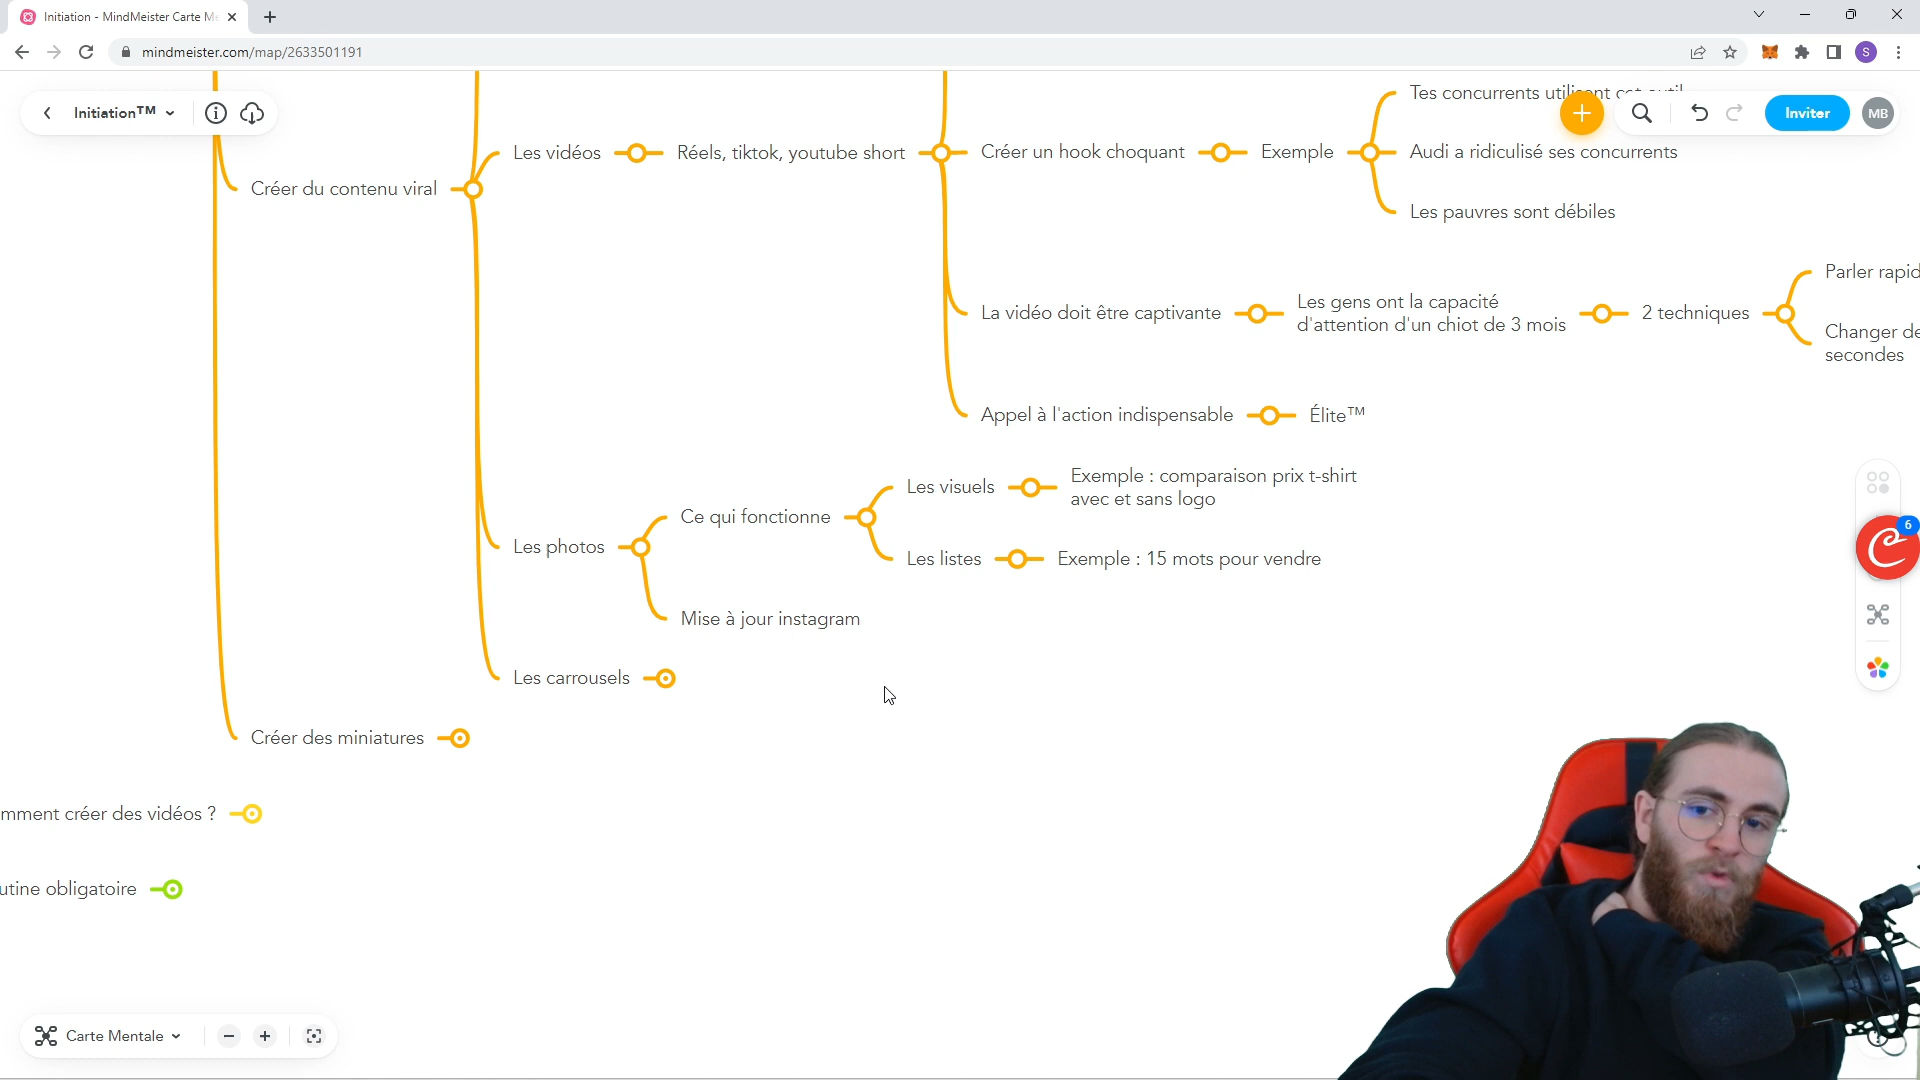 Initiation - MindMeister Carte Me
mindmeister.com/map/2633501191
S
Initiation™
Inviter
MB
Tes concurrents utilisent cet outil
Les vidéos
Réels, tiktok, youtube short
Créer un hook choquant
Exemple
Audi a ridiculisé ses concurrents
Créer du contenu viral
Les pauvres sont débiles
Parler rapid
La vidéo doit être captivante
Les gens ont la capacité
d'attention d'un chiot de 3 mois
2 techniques
Changer de
secondes
Appel à l'action indispensable
Élite™
Les visuels
Exemple : comparaison prix t-shirt
avec et sans logo
Ce qui fonctionne
6
Les photos
Les listes
Exemple : 15 mots pour vendre
Mise à jour instagram
Les carrousels
Créer des miniatures
mment créer des vidéos ?
utine obligatoire
Carte Mentale